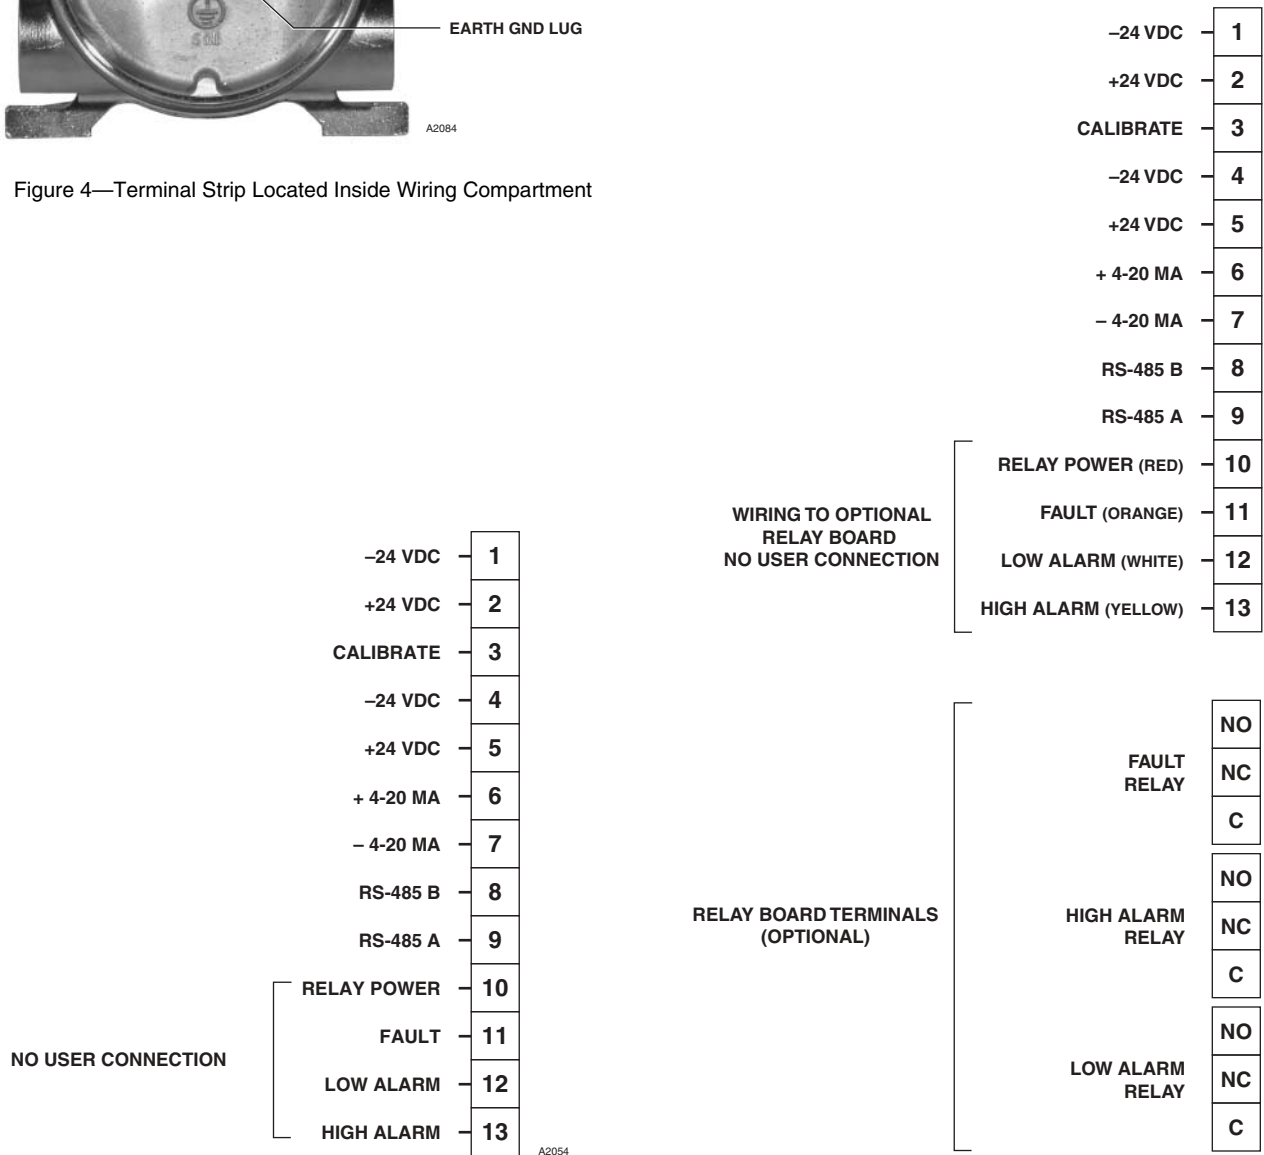 EARTH GND LUG
A2084
Figure 4—Terminal Strip Located Inside Wiring Compartment
–24 VDC 1
+24 VDC 2
CALIBRATE 3
–24 VDC 4
+24 VDC 5
+ 4-20 MA 6
– 4-20 MA 7
RS-485 B 8
RS-485 A 9
RELAY POWER 10
FAULT 11
LOW ALARM 12
HIGH ALARM 13
NO USER CONNECTION
A2054
–24 VDC 1
+24 VDC 2
CALIBRATE 3
–24 VDC 4
+24 VDC 5
+ 4-20 MA 6
– 4-20 MA 7
RS-485 B 8
RS-485 A 9
RELAY POWER (RED) 10
FAULT (ORANGE) 11
LOW ALARM (WHITE) 12
HIGH ALARM (YELLOW) 13
WIRING TO OPTIONAL
RELAY BOARD
NO USER CONNECTION
RELAY BOARD TERMINALS
(OPTIONAL)
FAULT
RELAY
NO
NC
C
HIGH ALARM
RELAY
NO
NC
C
LOW ALARM
RELAY
NO
NC
C